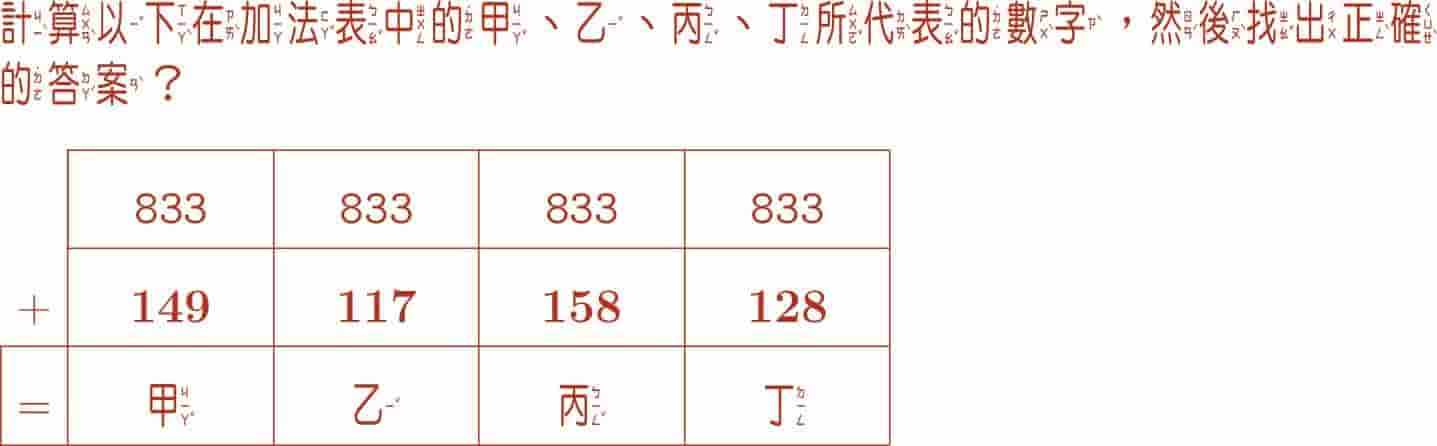 計算以下在加法表中的甲、乙、丙、丁所代表的數字,然後找出正確
的答案?
833 833 833 833
+ 149 117 158 128
= 甲 乙 丙 丁